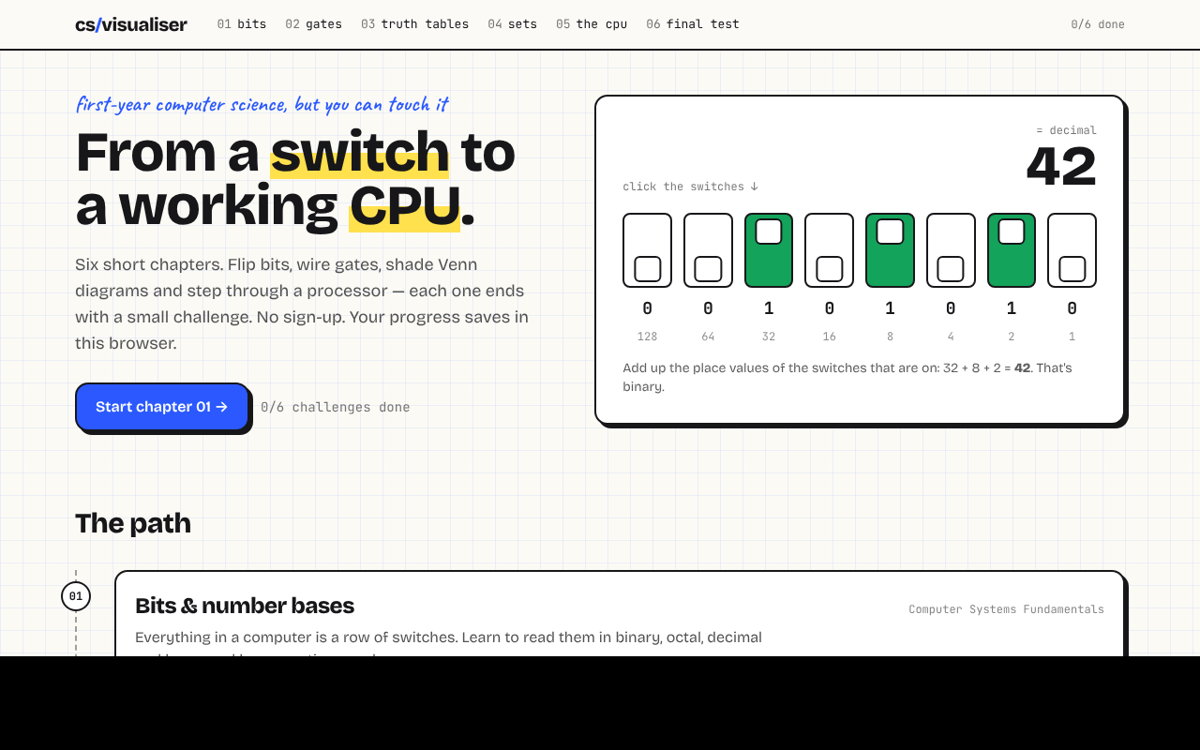 cs/visualiser 01 bits 02 gates 03 truth tables 04 sets 05 the cpu 06 final test 0/6 done
first-year computer science, but you can touch it
From a switch to
a working CPU.
Six short chapters. Flip bits, wire gates, shade Venn
diagrams and step through a processor — each one ends
with a small challenge. No sign-up. Your progress saves in
this browser.
Start chapter 01 → 0/6 challenges done
= decimal
42
click the switches ↓
0 0 1 0 1 0 1 0
128 64 32 16 8 4 2 1
Add up the place values of the switches that are on: 32 + 8 + 2 = 42. That's
binary.
The path
01
Bits & number bases
Computer Systems Fundamentals
Everything in a computer is a row of switches. Learn to read them in binary, octal, decimal